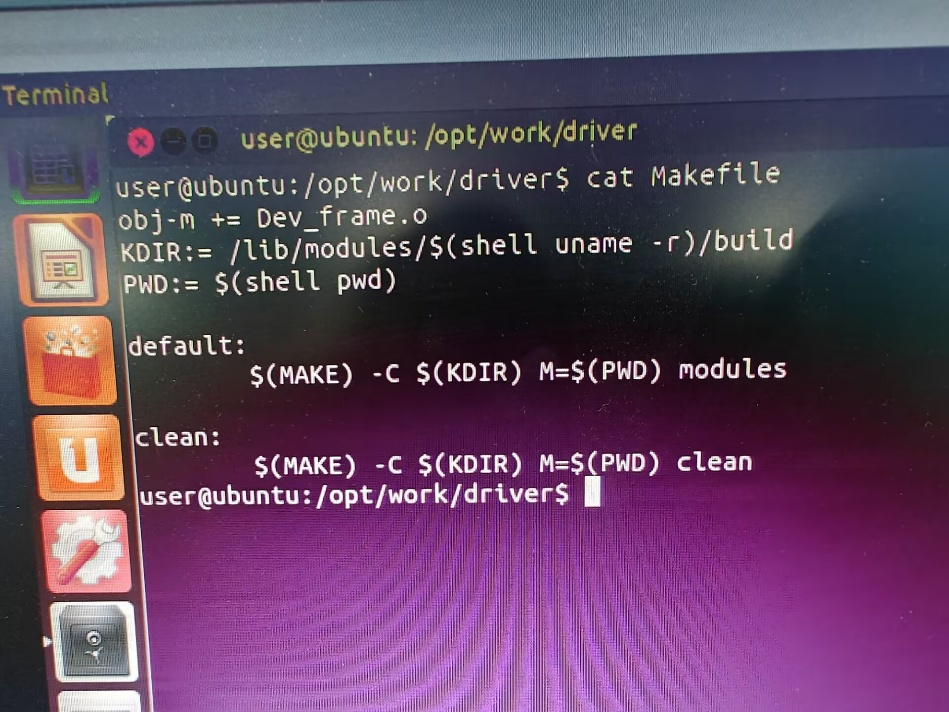 Terminal
user@ubuntu: /opt/work/driver
user@ubuntu:/opt/work/driver$ cat Makefile
obj-m += Dev_frame.o
KDIR:= /lib/modules/$(shell uname -r)/build
PWD:= $(shell pwd)
default:
$(MAKE) -C $(KDIR) M=$(PWD) modules
clean:
$(MAKE) -C $(KDIR) M=$(PWD) clean
user@ubuntu:/opt/work/driver$